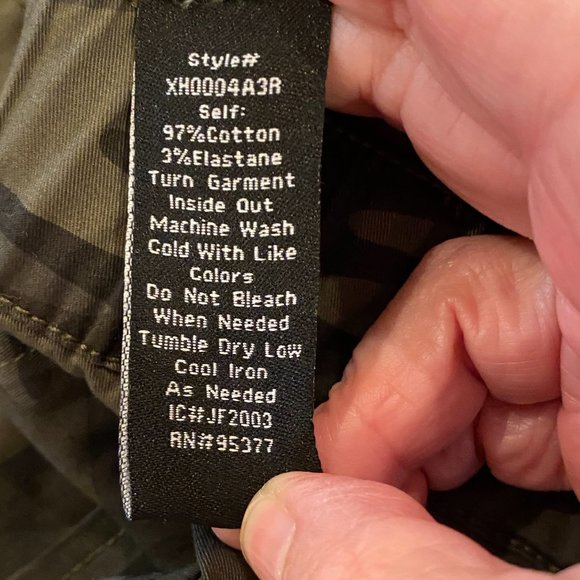 Style#
XH0004A3R
Self:
97%Cotton
3%Elastane
Turn Garment
Inside Out
Machine Wash
Cold With Like
Colors
Do Not Bleach
When Needed
Tumble Dry Low
Cool Iron
As Needed
IC#JF2003
RN#95377